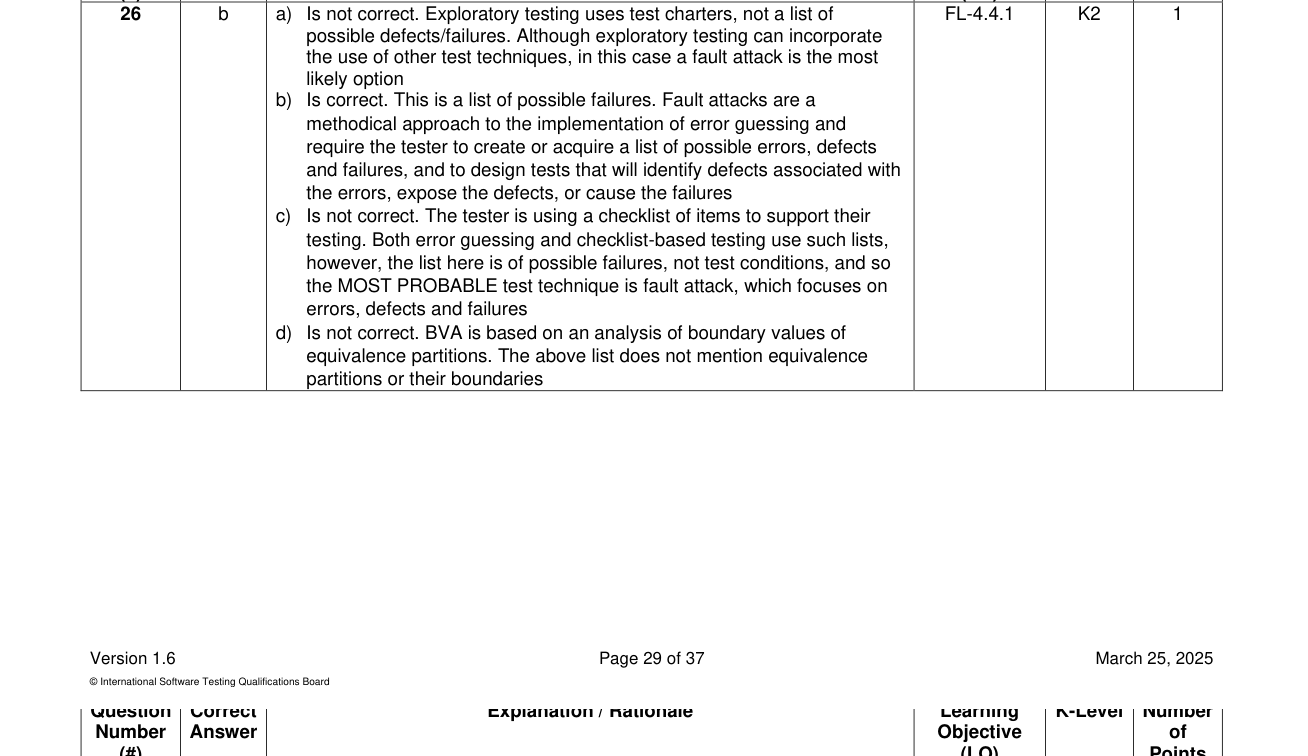 26 b a) Is not correct. Exploratory testing uses test charters, not a list of FL-4.4.1 K2 1
possible defects/failures. Although exploratory testing can incorporate
the use of other test techniques, in this case a fault attack is the most
likely option
b) Is correct. This is a list of possible failures. Fault attacks are a
methodical approach to the implementation of error guessing and
require the tester to create or acquire a list of possible errors, defects
and failures, and to design tests that will identify defects associated with
the errors, expose the defects, or cause the failures
c) Is not correct. The tester is using a checklist of items to support their
testing. Both error guessing and checklist-based testing use such lists,
however, the list here is of possible failures, not test conditions, and so
the MOST PROBABLE test technique is fault attack, which focuses on
errors, defects and failures
d) Is not correct. BVA is based on an analysis of boundary values of
equivalence partitions. The above list does not mention equivalence
partitions or their boundaries
Version 1.6 Page 29 of 37 March 25, 2025
© International Software Testing Qualifications Board
Question Correct Explanation / Rationale Learning K-Level Number
Number Answer Objective of
(#) (LO) Points